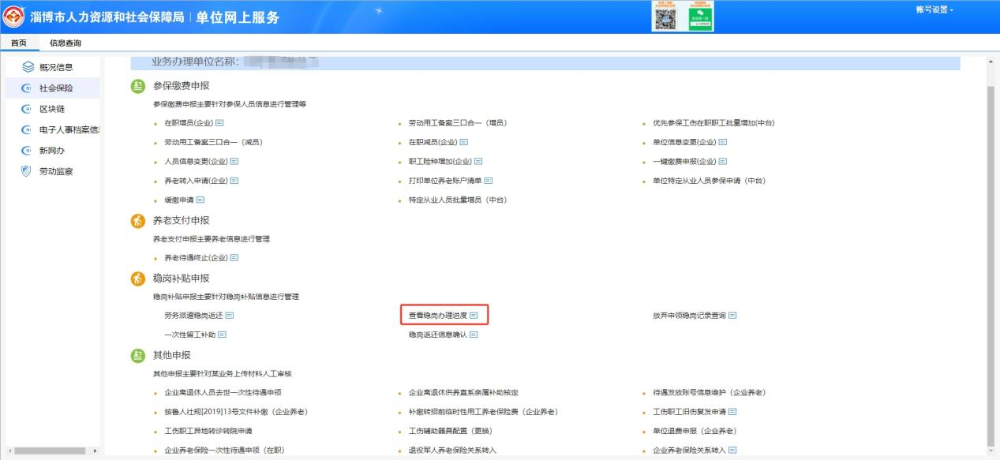 淄博市人力资源和社会保障局 | 单位网上服务
账号设置
首页 信息查询
概况信息
社会保险
区块链
电子人事档案信
新网办
劳动监察
业务办理单位名称：
参保缴费申报
参保缴费申报主要针对参保人员信息进行管理等
在职增员(企业) 劳动用工备案三口合一（增员） 优先参保工伤在职职工批量增加(中台)
劳动用工备案三口合一（减员） 在职减员(企业) 单位信息变更(企业)
人员信息变更(企业) 职工险种增加(企业) 一键缴费申报(企业)
养老转入申请(企业) 打印单位养老账户清单 单位特定从业人员参保申请（中台）
缓缴申请 特定从业人员批量增员（中台）
养老支付申报
养老支付申报主要养老信息进行管理
养老待遇终止(企业)
稳岗补贴申报
稳岗补贴申报主要针对稳岗补贴信息进行管理
劳务派遣稳岗返还 查看稳岗办理进度 放弃申领稳岗记录查询
一次性留工补助 稳岗返还信息确认
其他申报
其他申报主要针对某业务上传材料人工审核
企业离退休人员去世一次性待遇申领 企业离退休供养直系亲属补助核定 待遇发放账号信息维护（企业养老）
按鲁人社规[2019]13号文件补缴（企业养老） 补缴转招前临时性用工养老保险费（企业养老） 工伤职工旧伤复发申请
工伤职工异地转诊转院申请 工伤辅助器具配置（更换） 单位退费申报（企业养老）
企业养老保险一次性待遇申领（在职） 退役军人养老保险关系转入 企业养老保险关系转入